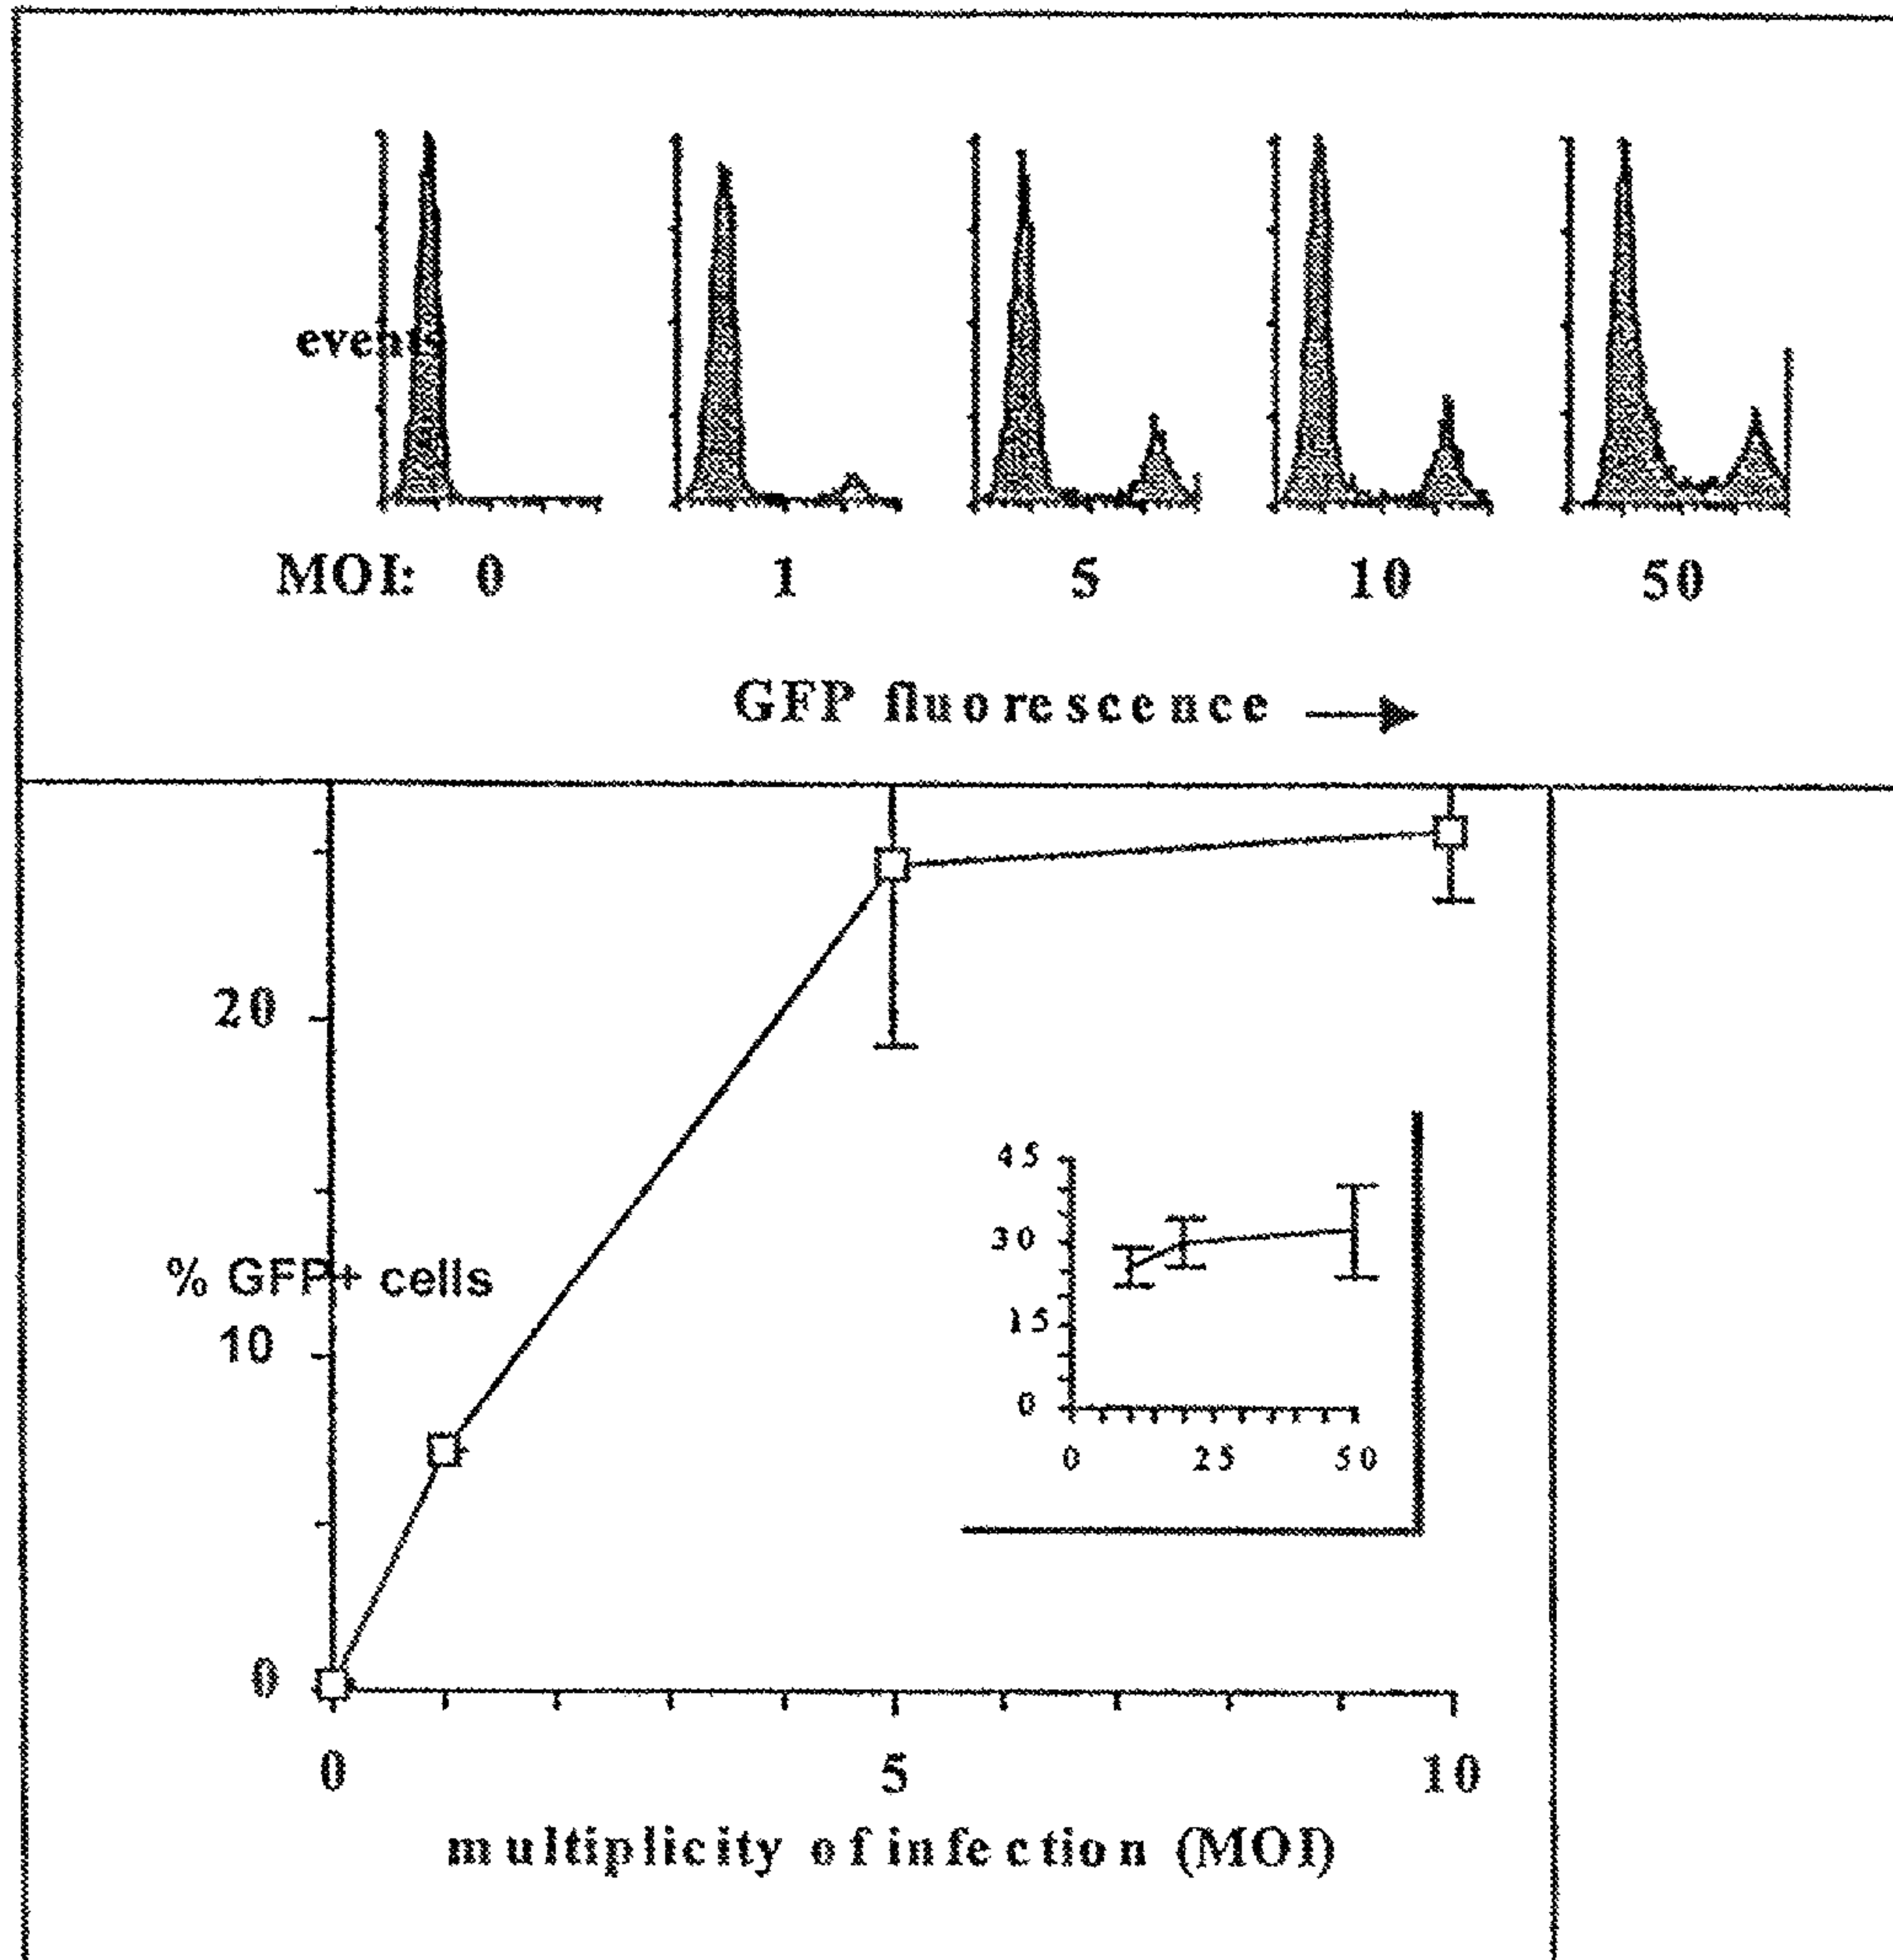 event
MOI: 0 1 5 10 50
GFP fluorescence
20
% GFP+ cells
10
0
0 5 10
multiplicity of infection (MOI)
45
30
15
0
0 25 50